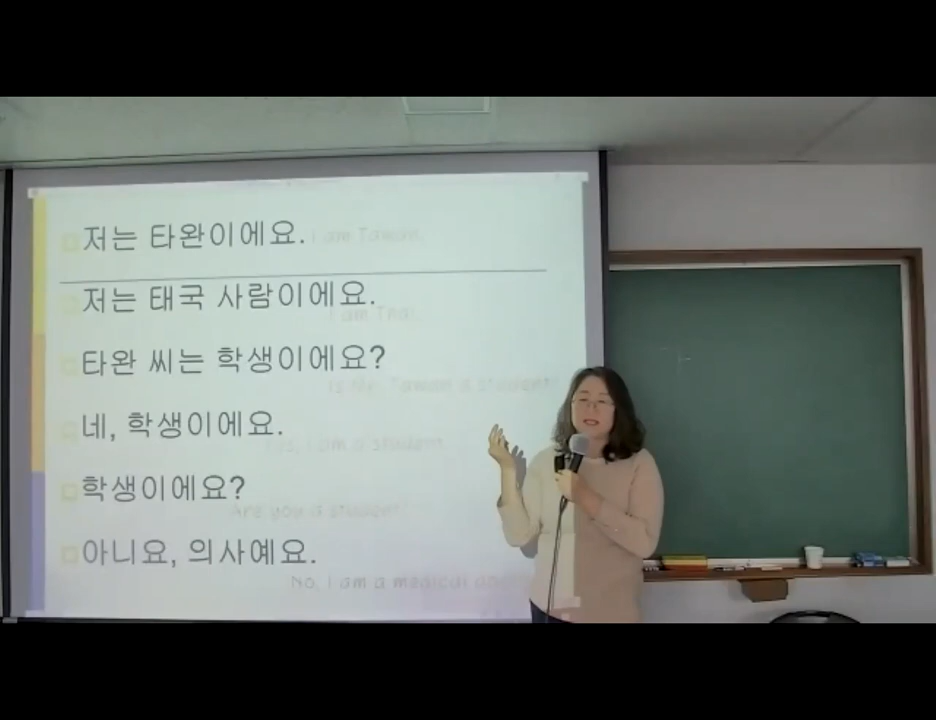 저는 타완이에요. I am Tawan.
저는 태국 사람이에요.
I am Thai.
타완 씨는 학생이에요?
Is Mr. Tawan a student
네, 학생이에요.
Yes, I am a student
학생이에요?
Are you a student
아니요, 의사예요.
No, I am a medical